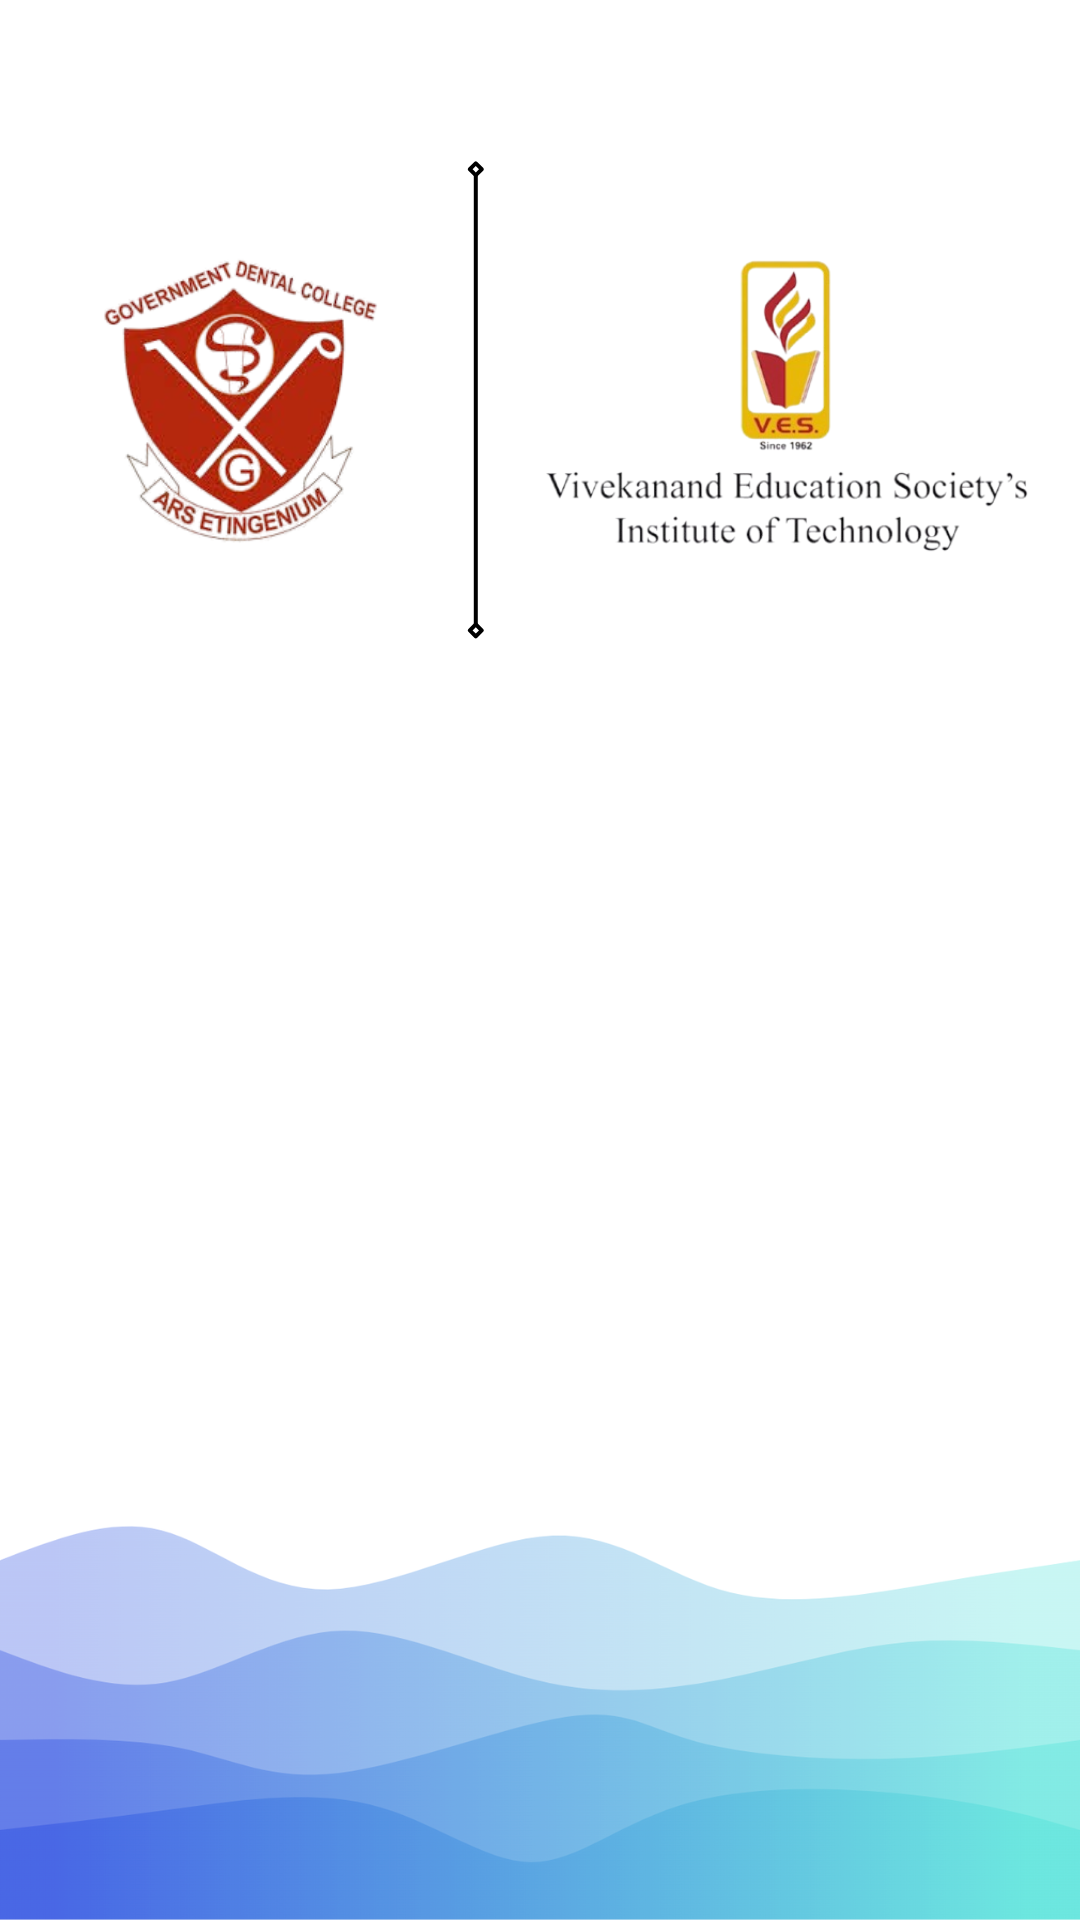 GOVERNMENT DENTAL COLLEGE
G
ARS ETINGENIUM
V.E.S.
Since 1962
Vivekanand Education Society’s
Institute of Technology